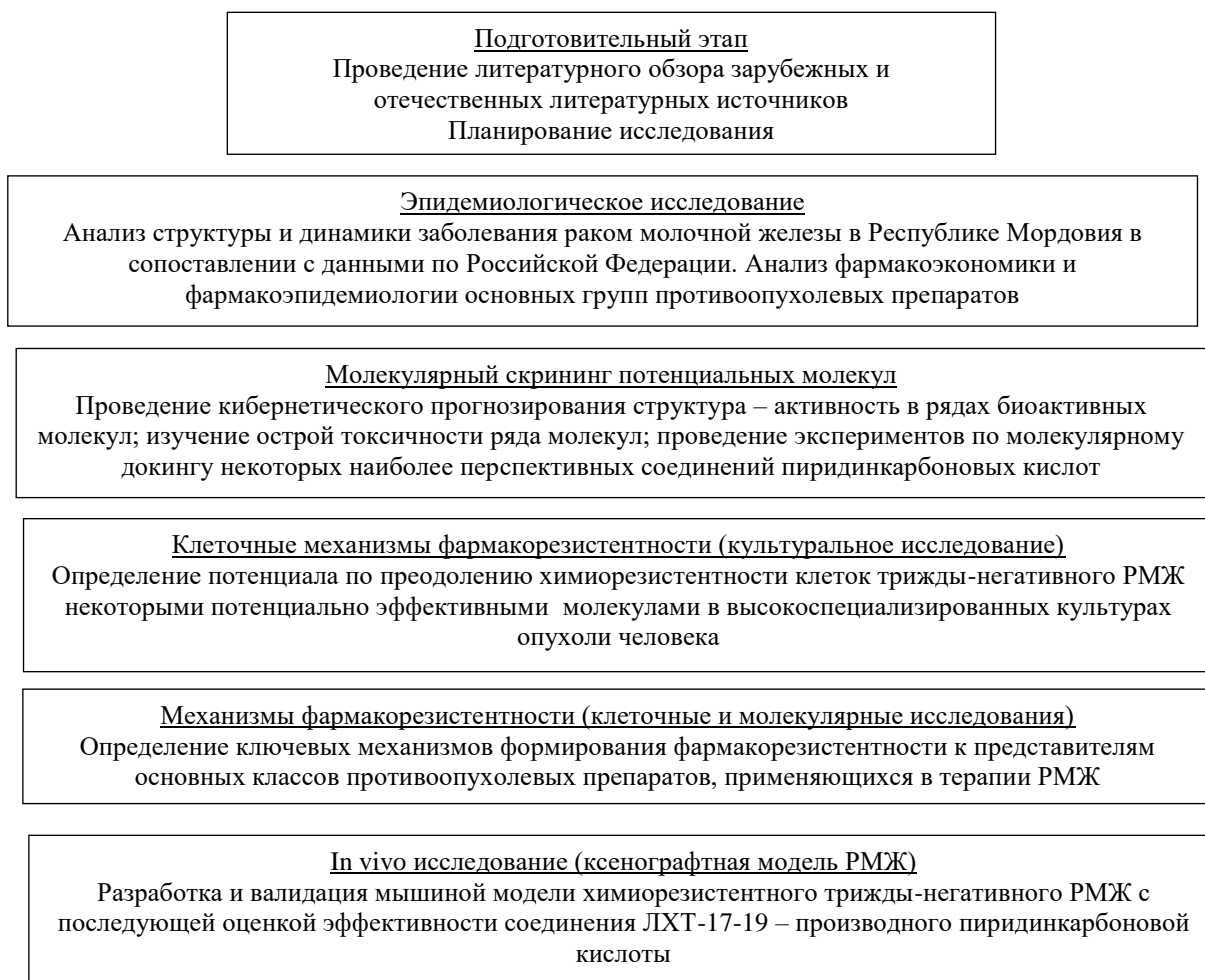 Подготовительный этап
Проведение литературного обзора зарубежных и
отечественных литературных источников
Планирование исследования
Эпидемиологическое исследование
Анализ структуры и динамики заболевания раком молочной железы в Республике Мордовия в
сопоставлении с данными по Российской Федерации. Анализ фармакоэкономики и
фармакоэпидемиологии основных групп противоопухолевых препаратов
Молекулярный скрининг потенциальных молекул
Проведение кибернетического прогнозирования структура – активность в рядах биоактивных
молекул; изучение острой токсичности ряда молекул; проведение экспериментов по молекулярному
докингу некоторых наиболее перспективных соединений пиридинкарбоновых кислот
Клеточные механизмы фармакорезистентности (культуральное исследование)
Определение потенциала по преодолению химиорезистентности клеток трижды-негативного РМЖ
некоторыми потенциально эффективными молекулами в высокоспециализированных культурах
опухоли человека
Механизмы фармакорезистентности (клеточные и молекулярные исследования)
Определение ключевых механизмов формирования фармакорезистентности к представителям
основных классов противоопухолевых препаратов, применяющихся в терапии РМЖ
In vivo исследование (ксенографтная модель РМЖ)
Разработка и валидация мышиной модели химиорезистентного трижды-негативного РМЖ с
последующей оценкой эффективности соединения ЛХТ-17-19 – производного пиридинкарбоновой
кислоты